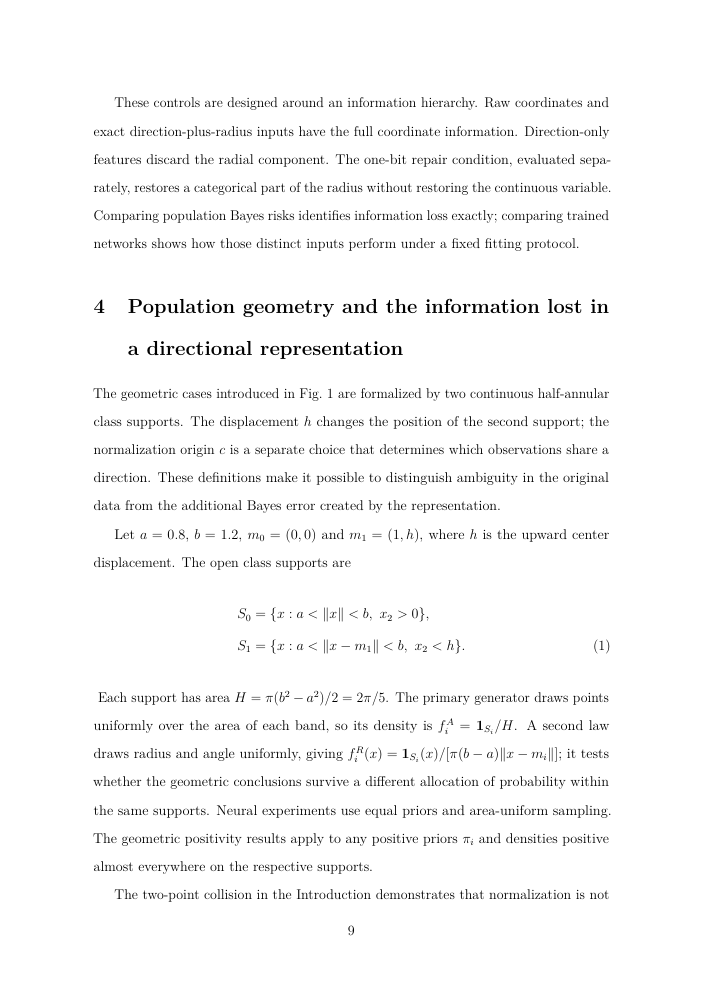 These controls are designed around an information hierarchy. Raw coordinates and
exact direction-plus-radius inputs have the full coordinate information. Direction-only
features discard the radial component. The one-bit repair condition, evaluated sepa-
rately, restores a categorical part of the radius without restoring the continuous variable.
Comparing population Bayes risks identifies information loss exactly; comparing trained
networks shows how those distinct inputs perform under a fixed fitting protocol.
4 Population geometry and the information lost in
a directional representation
The geometric cases introduced in Fig. 1 are formalized by two continuous half-annular
class supports. The displacement h changes the position of the second support; the
normalization origin c is a separate choice that determines which observations share a
direction. These definitions make it possible to distinguish ambiguity in the original
data from the additional Bayes error created by the representation.
Let a = 0.8, b = 1.2, m₀ = (0, 0) and m₁ = (1, h), where h is the upward center
displacement. The open class supports are
S₀ = {x : a < ‖x‖ < b, x₂ > 0},
S₁ = {x : a < ‖x − m₁‖ < b, x₂ < h}. (1)
Each support has area H = π(b² − a²)/2 = 2π/5. The primary generator draws points
uniformly over the area of each band, so its density is fᵢᴬ = 𝟏_{Sᵢ}/H. A second law
draws radius and angle uniformly, giving fᵢᴿ(x) = 𝟏_{Sᵢ}(x)/[π(b − a)‖x − mᵢ‖]; it tests
whether the geometric conclusions survive a different allocation of probability within
the same supports. Neural experiments use equal priors and area-uniform sampling.
The geometric positivity results apply to any positive priors πᵢ and densities positive
almost everywhere on the respective supports.
The two-point collision in the Introduction demonstrates that normalization is not
9